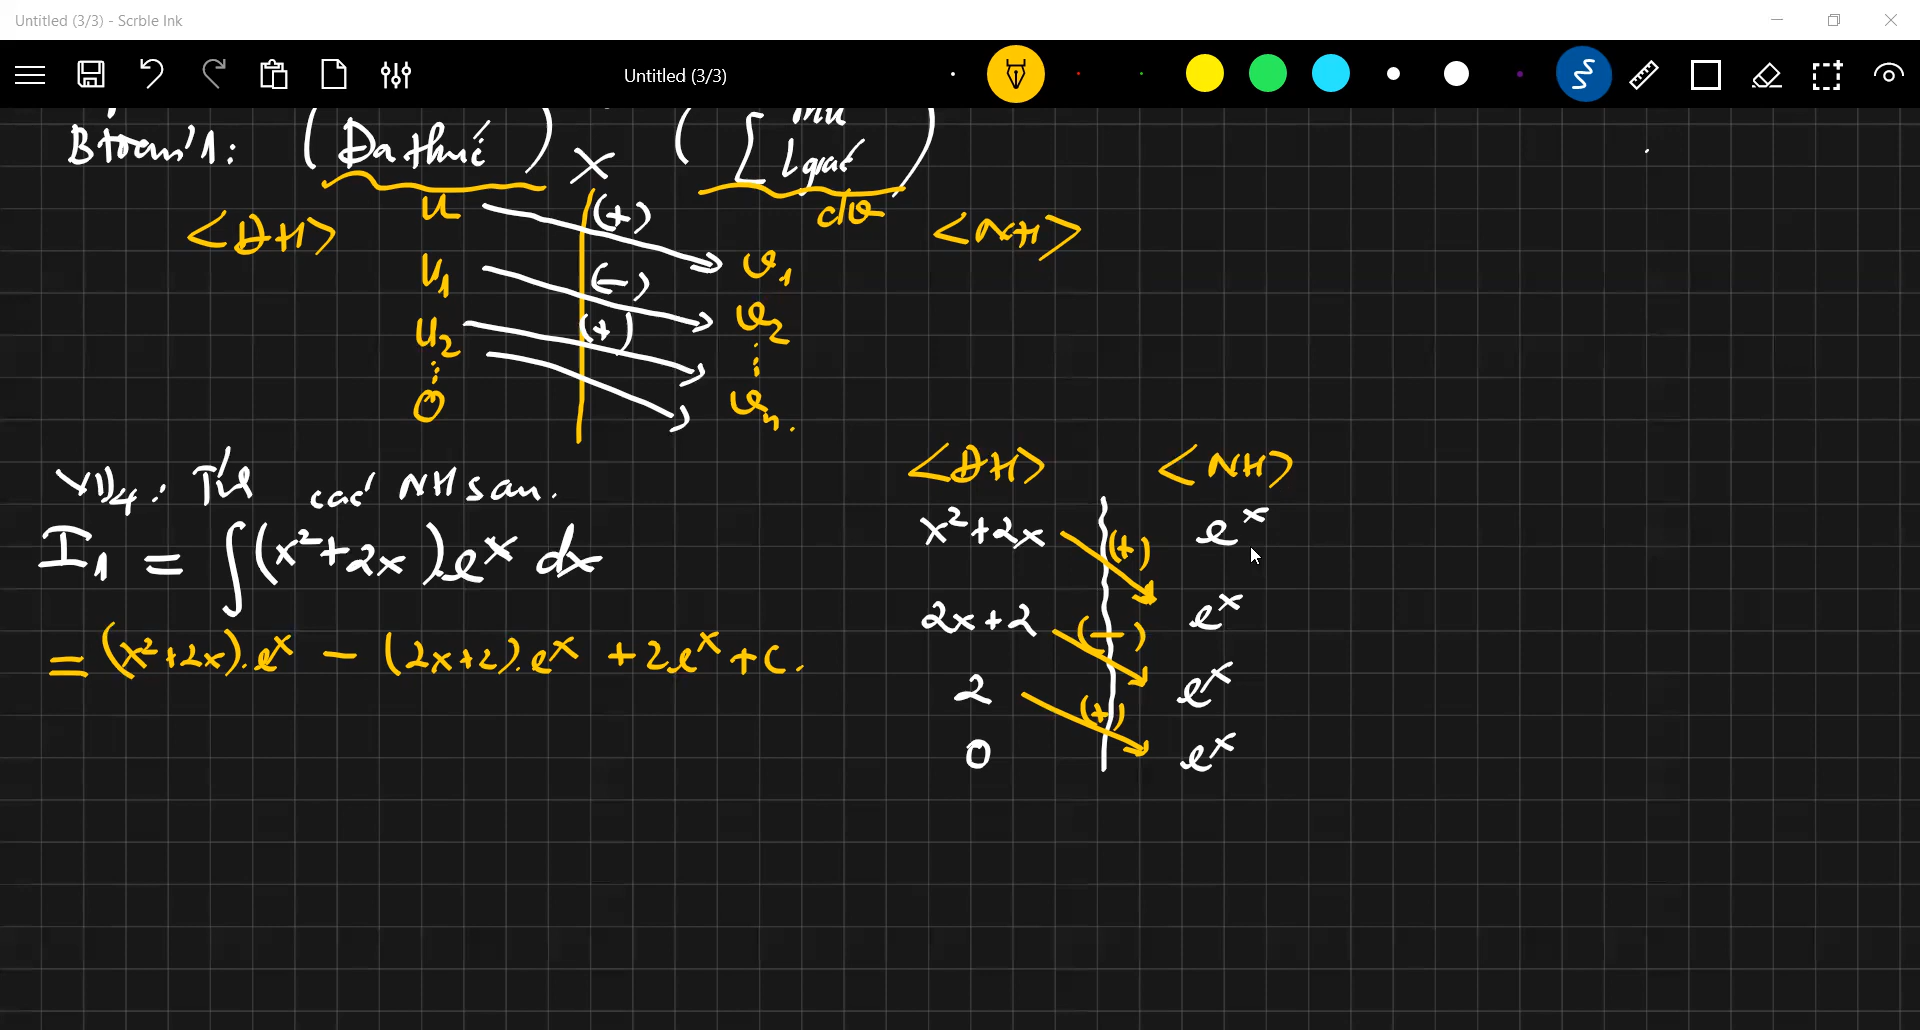 Untitled (3/3) - Scrble Ink
Untitled (3/3)
mũ
Btoán 1: (Đa thức) x ( [ Lgiác )
<ĐH> u (+) dv <NH>
u₁ (-) v₁
u₂ (+) v₂
0 vₙ.
<ĐH> <NH>
VD4: Tìm các NH sau.
x²+2x (+) eˣ
I₁ = ∫(x²+2x)eˣ dx
2x+2 (-) eˣ
= (x²+2x).eˣ - (2x+2).eˣ + 2eˣ + C.
2 (+) eˣ
0 eˣ